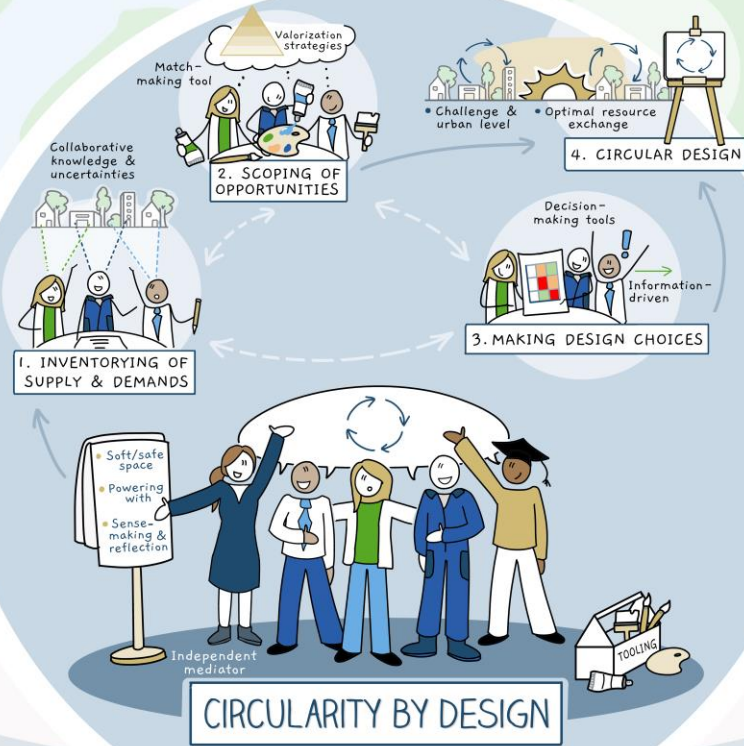 Valorization
strategies
Match-
making tool
2. SCOPING OF
OPPORTUNITIES
• Challenge &
urban level
• Optimal resource
exchange
4. CIRCULAR DESIGN
Collaborative
knowledge &
uncertainties
1. INVENTORYING OF
SUPPLY & DEMANDS
Decision-
making tools
!
Information-
driven
3. MAKING DESIGN CHOICES
• Soft/safe
space
• Powering
with
• Sense-
making &
reflection
Independent
mediator
TOOLING
CIRCULARITY BY DESIGN